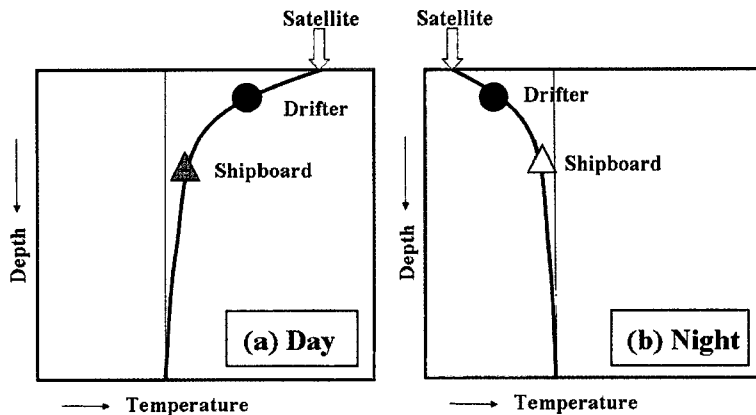 Satellite
Drifter
Shipboard
Depth
(a) Day
Temperature
Satellite
Drifter
Shipboard
Depth
(b) Night
Temperature